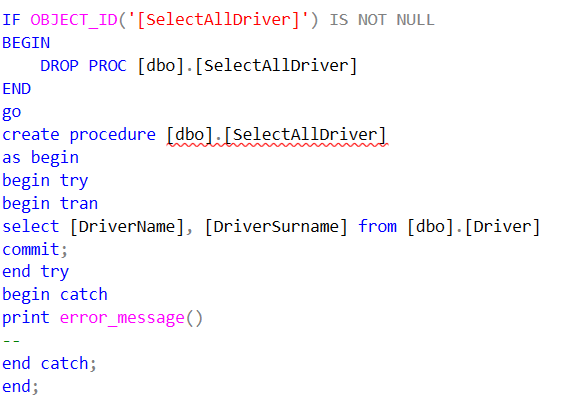 IF OBJECT_ID('[SelectAllDriver]') IS NOT NULL
BEGIN
    DROP PROC [dbo].[SelectAllDriver]
END
go
create procedure [dbo].[SelectAllDriver]
as begin
begin try
begin tran
select [DriverName], [DriverSurname] from [dbo].[Driver]
commit;
end try
begin catch
print error_message()
--
end catch;
end;